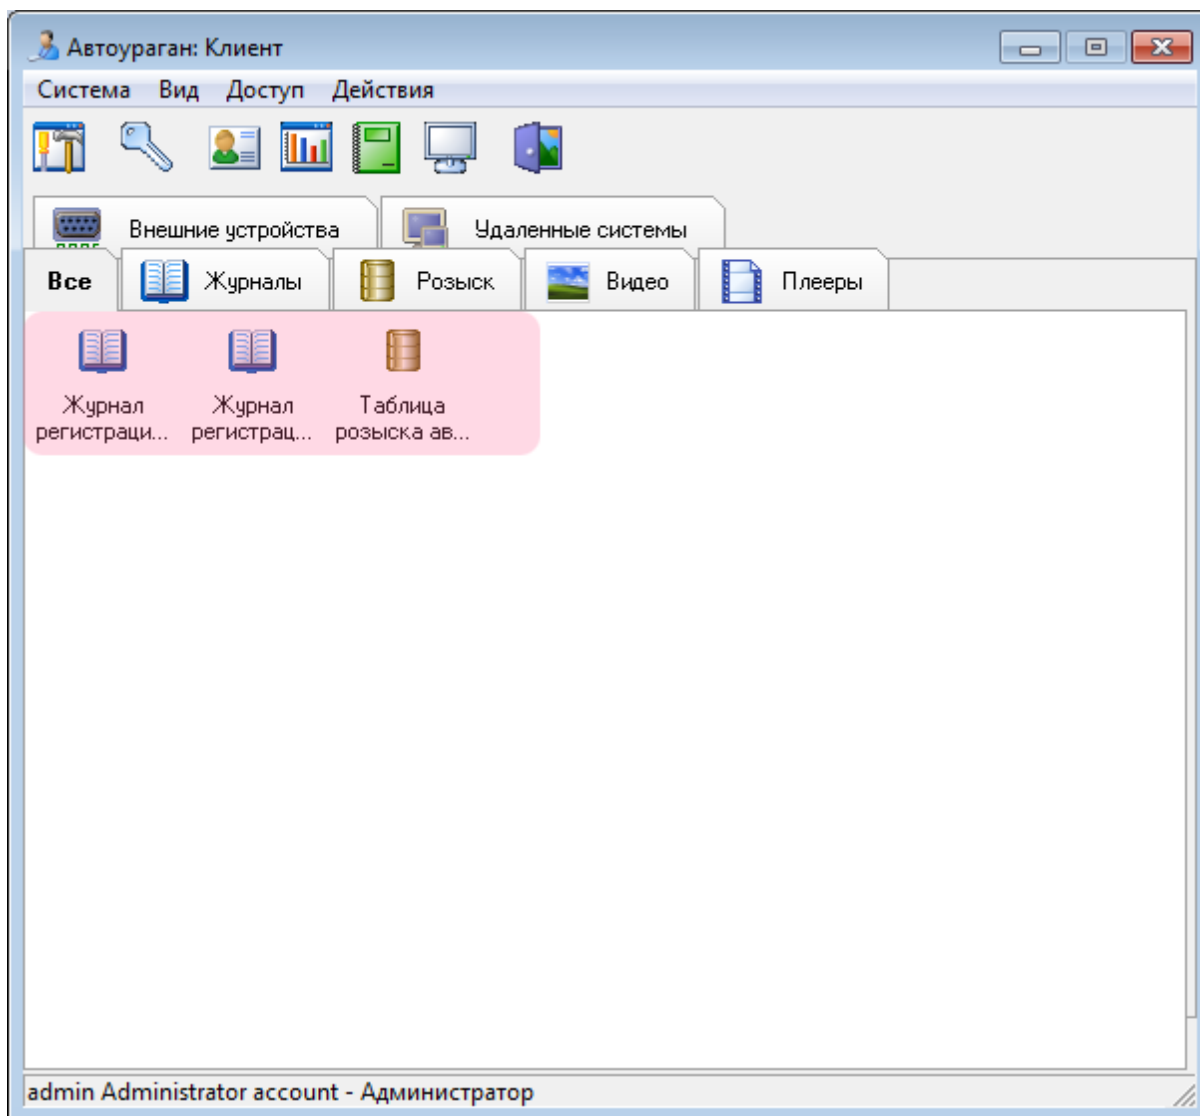 Автоураган: Клиент
Система Вид Доступ Действия
Внешние устройства Удаленные системы
Все Журналы Розыск Видео Плееры
Журнал Журнал Таблица
регистраци... регистрац... розыска ав...
admin Administrator account - Администратор